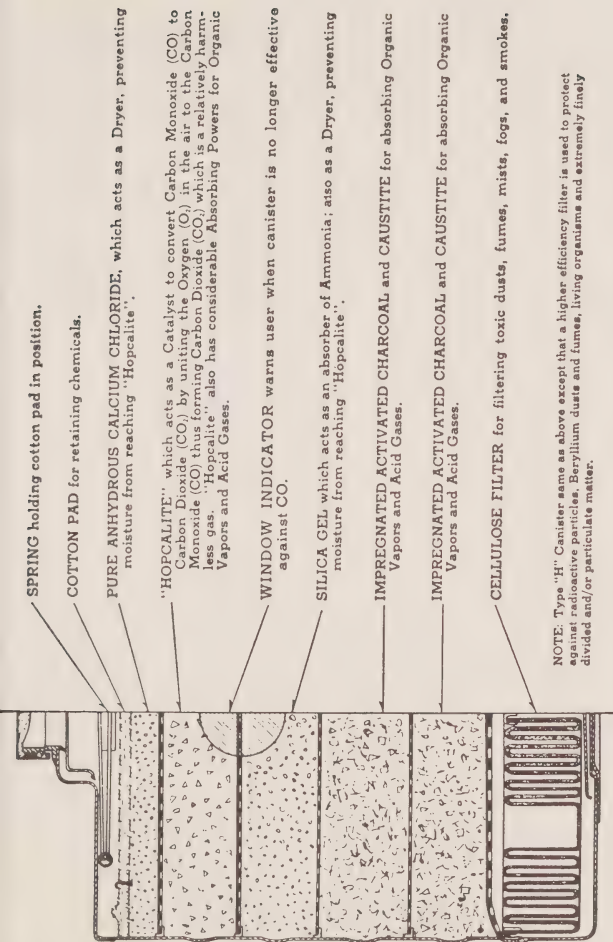 SPRING holding cotton pad in position.
COTTON PAD for retaining chemicals.
PURE ANHYDROUS CALCIUM CHLORIDE, which acts as a Dryer, preventing
moisture from reaching "Hopcalite".
"HOPCALITE" which acts as a Catalyst to convert Carbon Monoxide (CO) to
Carbon Dioxide (CO₂) by uniting the Oxygen (O₂) in the air to the Carbon
Monoxide (CO) thus forming Carbon Dioxide (CO₂) which is a relatively harm-
less gas. "Hopcalite" also has considerable Absorbing Powers for Organic
Vapors and Acid Gases.
WINDOW INDICATOR warns user when canister is no longer effective
against CO.
SILICA GEL which acts as an absorber of Ammonia; also as a Dryer, preventing
moisture from reaching "Hopcalite".
IMPREGNATED ACTIVATED CHARCOAL and CAUSTITE for absorbing Organic
Vapors and Acid Gases.
IMPREGNATED ACTIVATED CHARCOAL and CAUSTITE for absorbing Organic
Vapors and Acid Gases.
CELLULOSE FILTER for filtering toxic dusts, fumes, mists, fogs, and smokes.
NOTE: Type "H" Canister same as above except that a higher efficiency filter is used to protect
against radioactive particles, Beryllium dusts and fumes, living organisms and extremely finely
divided and/or particulate matter.